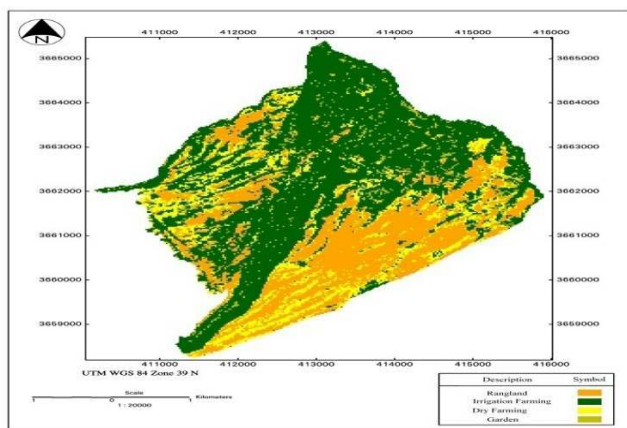 N
411000 412000 413000 414000 415000 416000
3665000 3665000
3664000 3664000
3663000 3663000
3662000 3662000
3661000 3661000
3660000 3660000
3659000 3659000
411000 412000 413000 414000 415000 416000
UTM WGS 84 Zone 39 N
Scale
1 0 1 Kilometers
1 : 20000
Description Symbol
Rangland
Irrigation Farming
Dry Farming
Garden